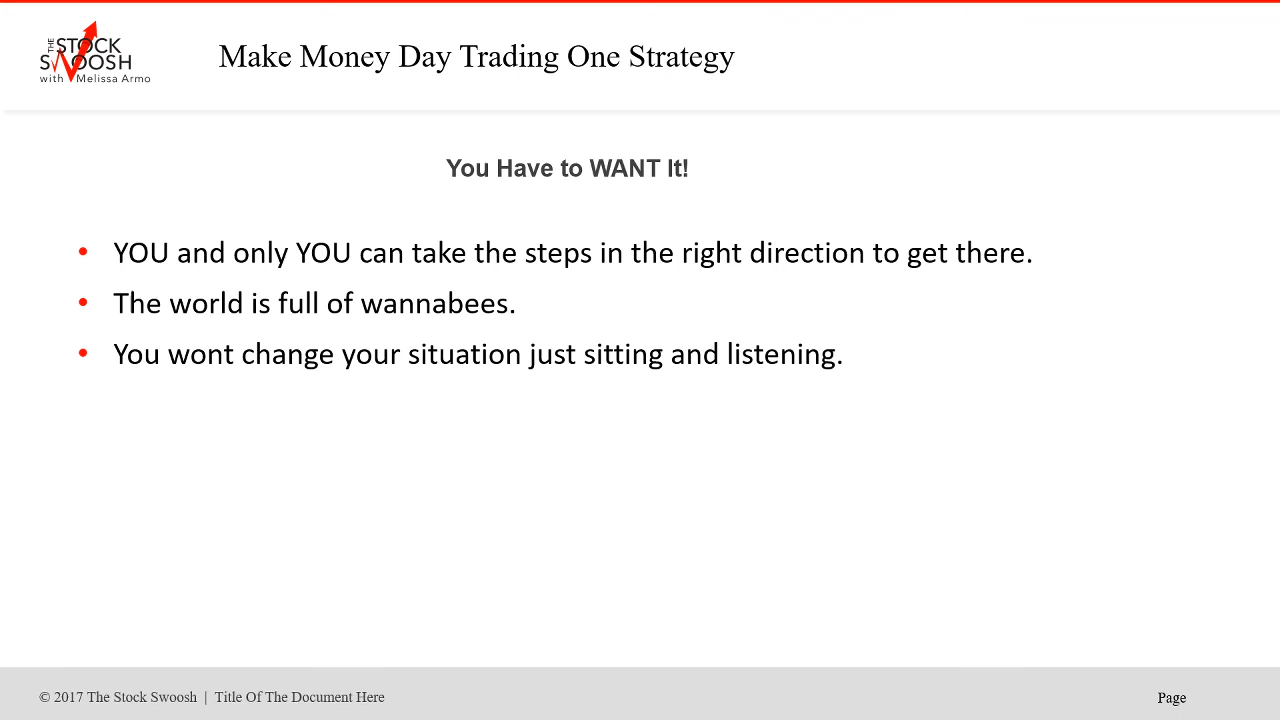 THE
STOCK
SWOOSH
with Melissa Armo
Make Money Day Trading One Strategy
You Have to WANT It!
• YOU and only YOU can take the steps in the right direction to get there.
• The world is full of wannabees.
• You wont change your situation just sitting and listening.
© 2017 The Stock Swoosh | Title Of The Document Here
Page